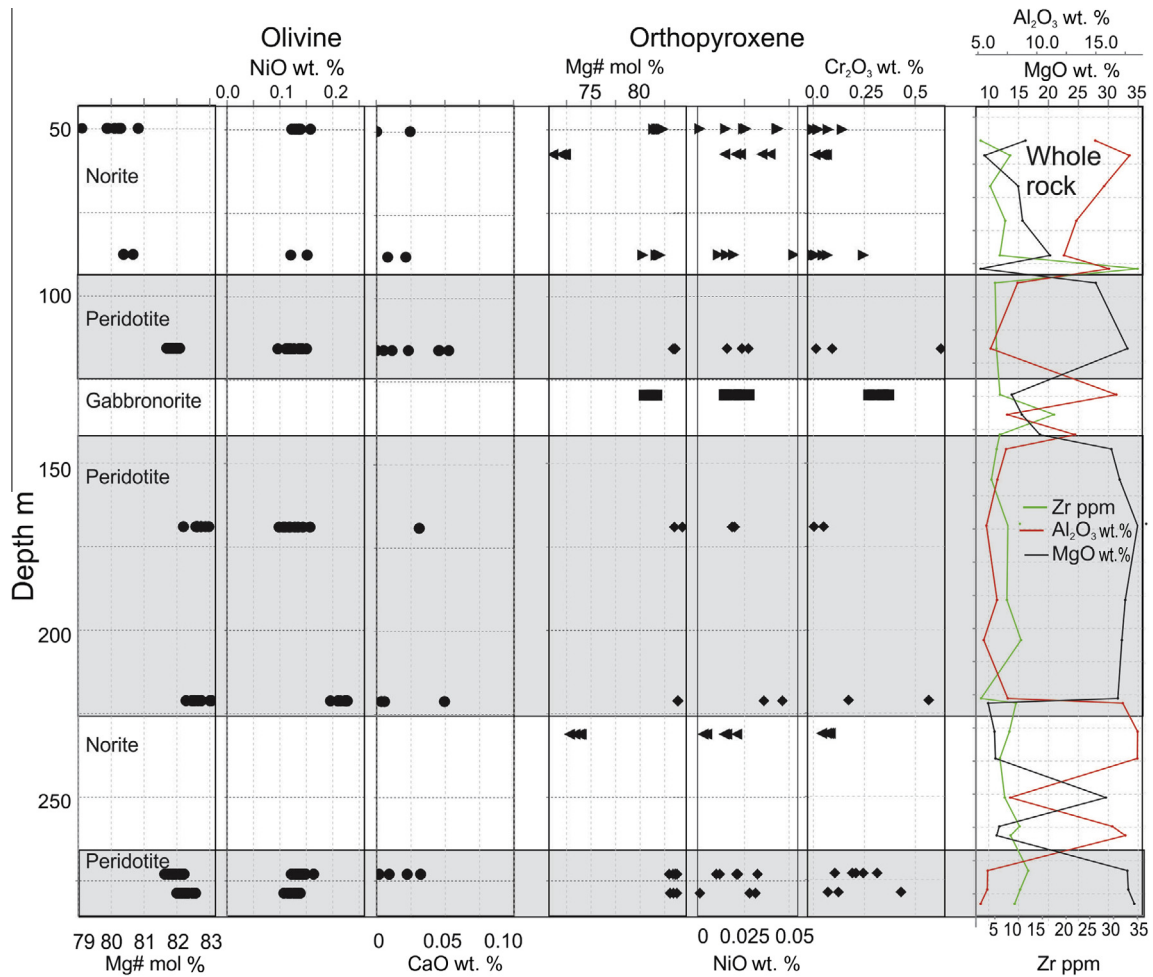 Olivine
Orthopyroxene
Al₂O₃ wt. %
5.0 10.0 15.0
NiO wt. %
Mg# mol %
Cr₂O₃ wt. %
MgO wt. %
0.0 0.1 0.2
75 80
0.0 0.25 0.5
10 15 20 25 30 35
50
Norite
Whole
rock
100
Peridotite
Gabbronorite
150
Peridotite
Depth m
Zr ppm
Al₂O₃ wt.%
MgO wt.%
200
Norite
250
Peridotite
79 80 81 82 83
0 0.05 0.10
0 0.025 0.05
5 10 15 20 25 30 35
Mg# mol %
CaO wt. %
NiO wt. %
Zr ppm